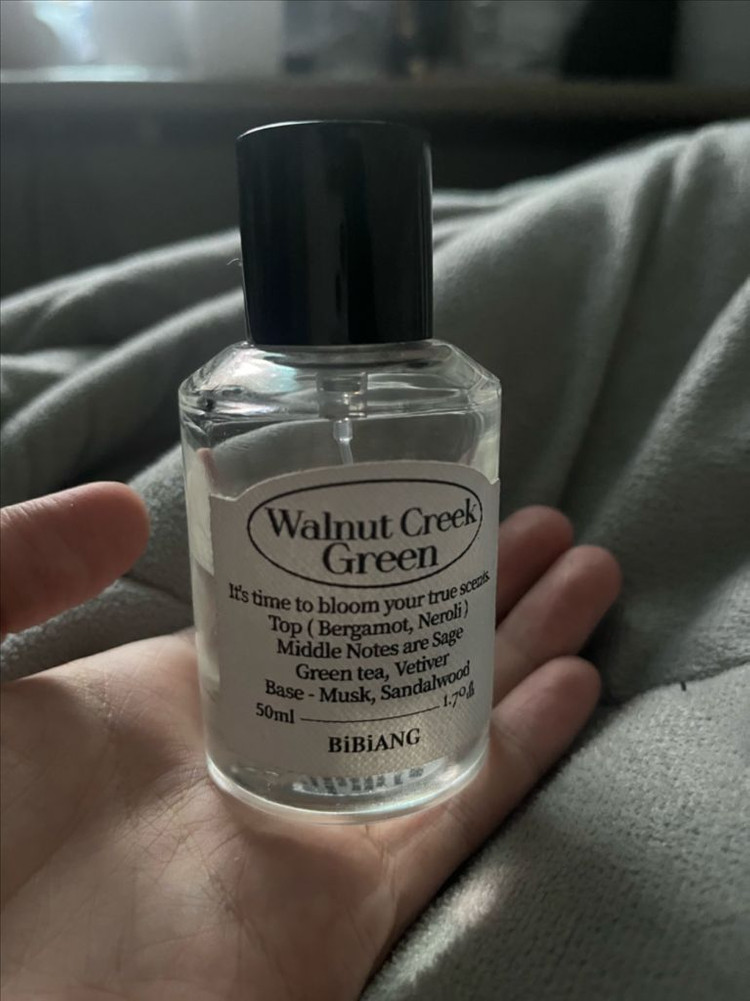 Walnut Creek
Green
It's time to bloom your true scents.
Top ( Bergamot, Neroli )
Middle Notes are Sage
Green tea, Vetiver
Base - Musk, Sandalwood
50ml 1.70
BiBiANG